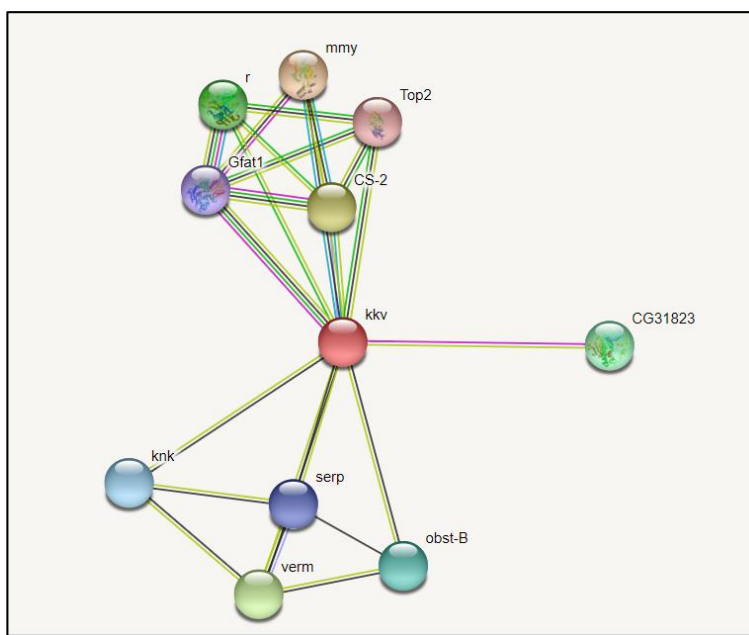 mmy
r
Top2
Gfat1
CS-2
kkv
CG31823
knk
serp
obst-B
verm